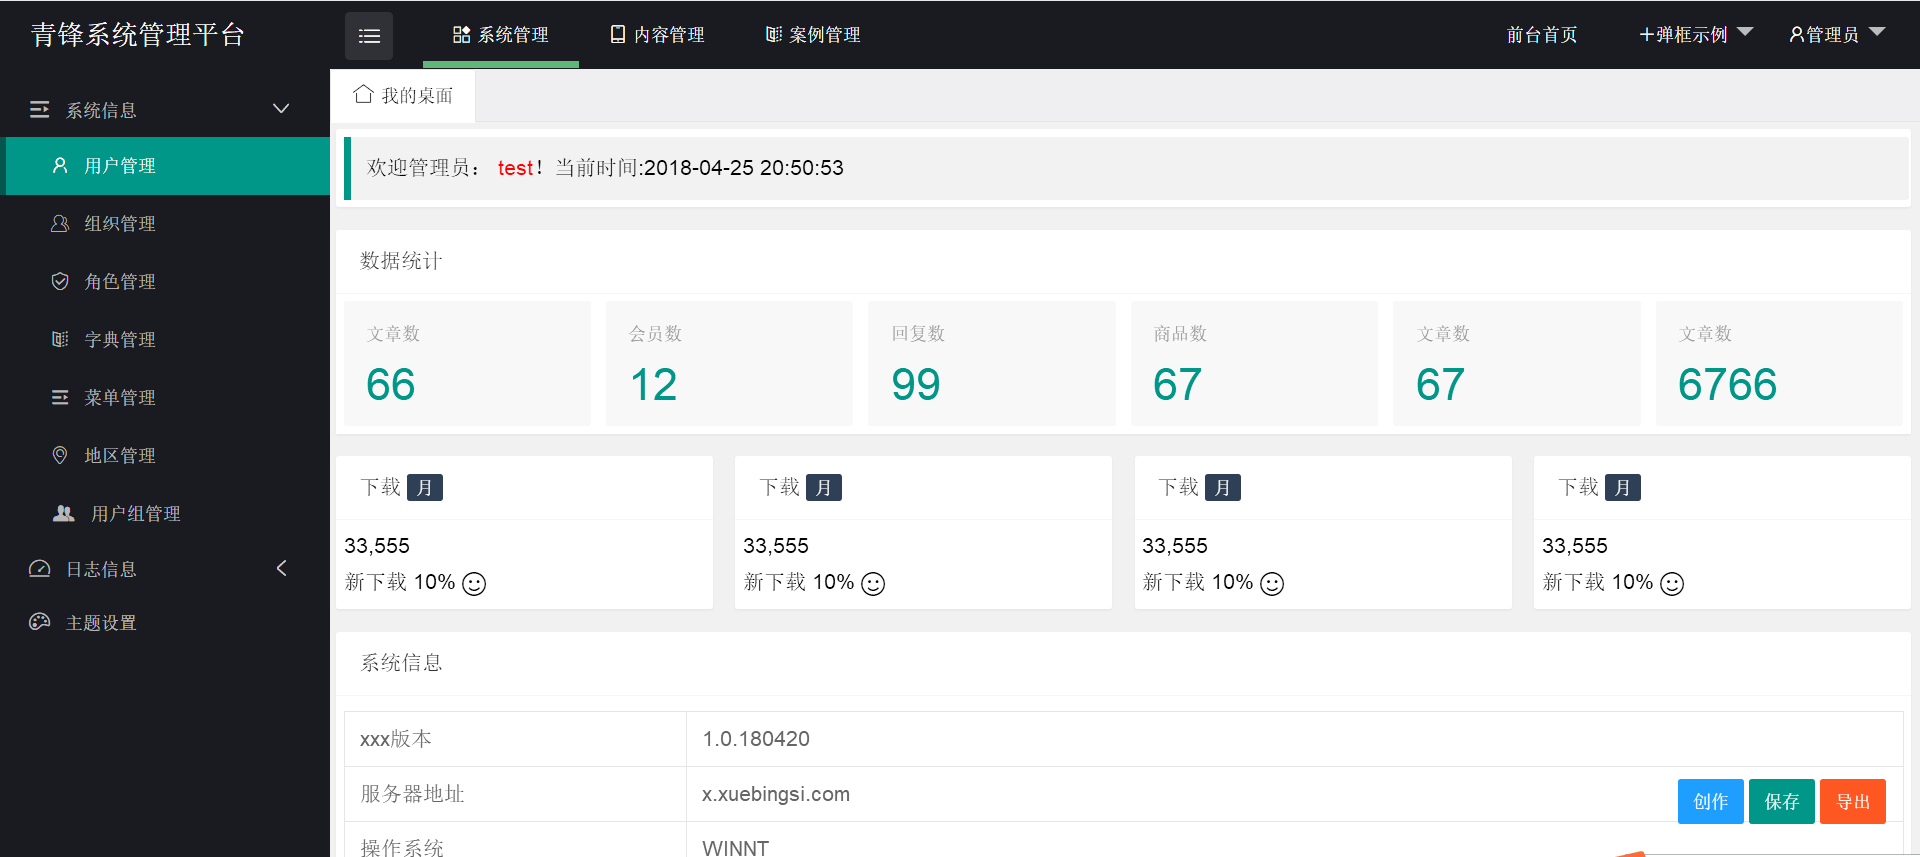 青锋系统管理平台
系统管理 内容管理 案例管理 前台首页 +弹框示例 管理员
系统信息
用户管理
组织管理
角色管理
字典管理
菜单管理
地区管理
用户组管理
日志信息
主题设置
我的桌面
欢迎管理员： test！当前时间:2018-04-25 20:50:53
数据统计
文章数 会员数 回复数 商品数 文章数 文章数
66 12 99 67 67 6766
下载 月 下载 月 下载 月 下载 月
33,555 33,555 33,555 33,555
新下载 10% 新下载 10% 新下载 10% 新下载 10%
系统信息
xxx版本 1.0.180420
服务器地址 x.xuebingsi.com
创作 保存 导出
操作系统 WINNT